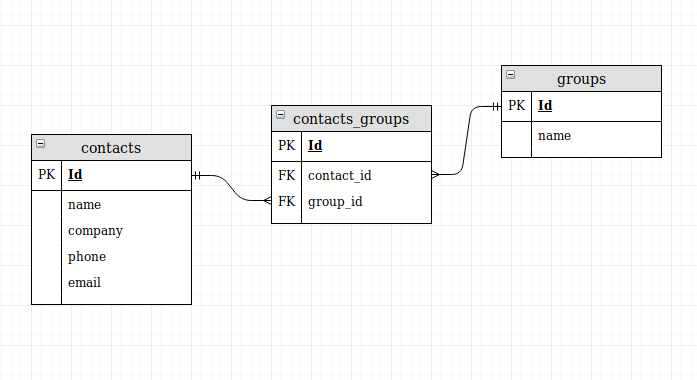 contacts
PK Id
name
company
phone
email
contacts_groups
PK Id
FK contact_id
FK group_id
groups
PK Id
name